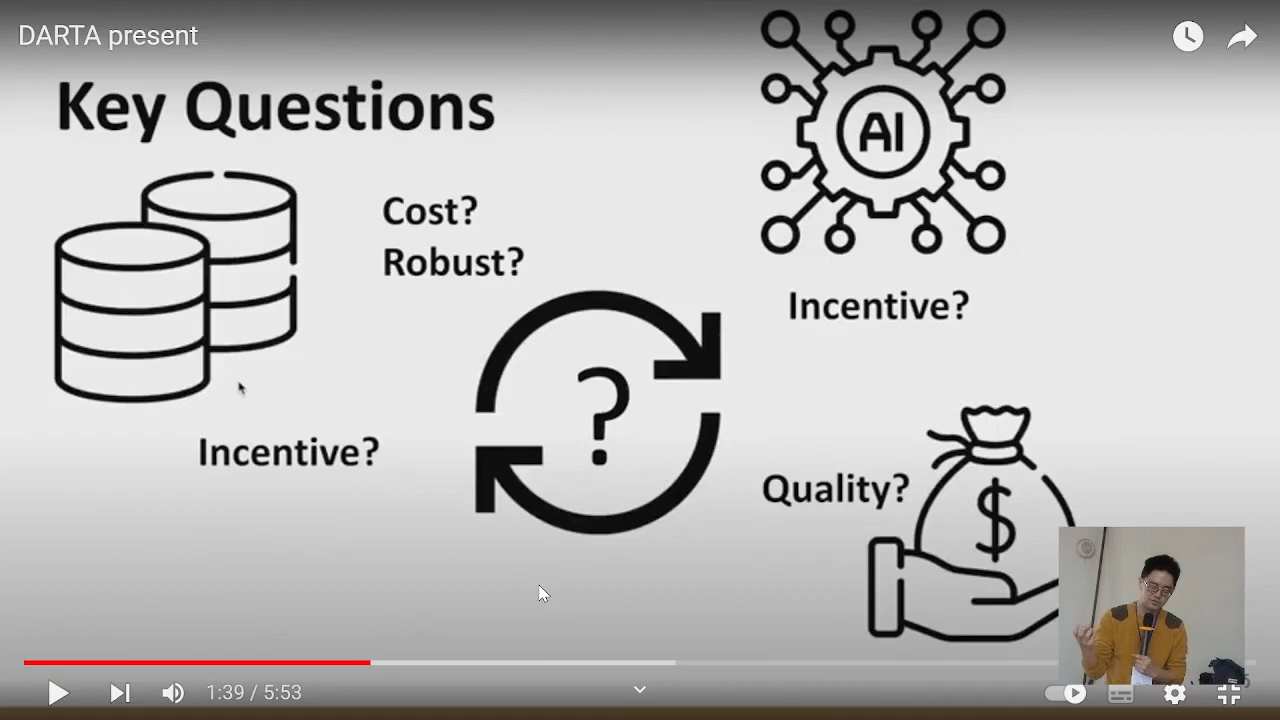 DARTA present
Key Questions
AI
Cost?
Robust?
Incentive?
?
Incentive?
Quality?
$
1:39 / 5:53